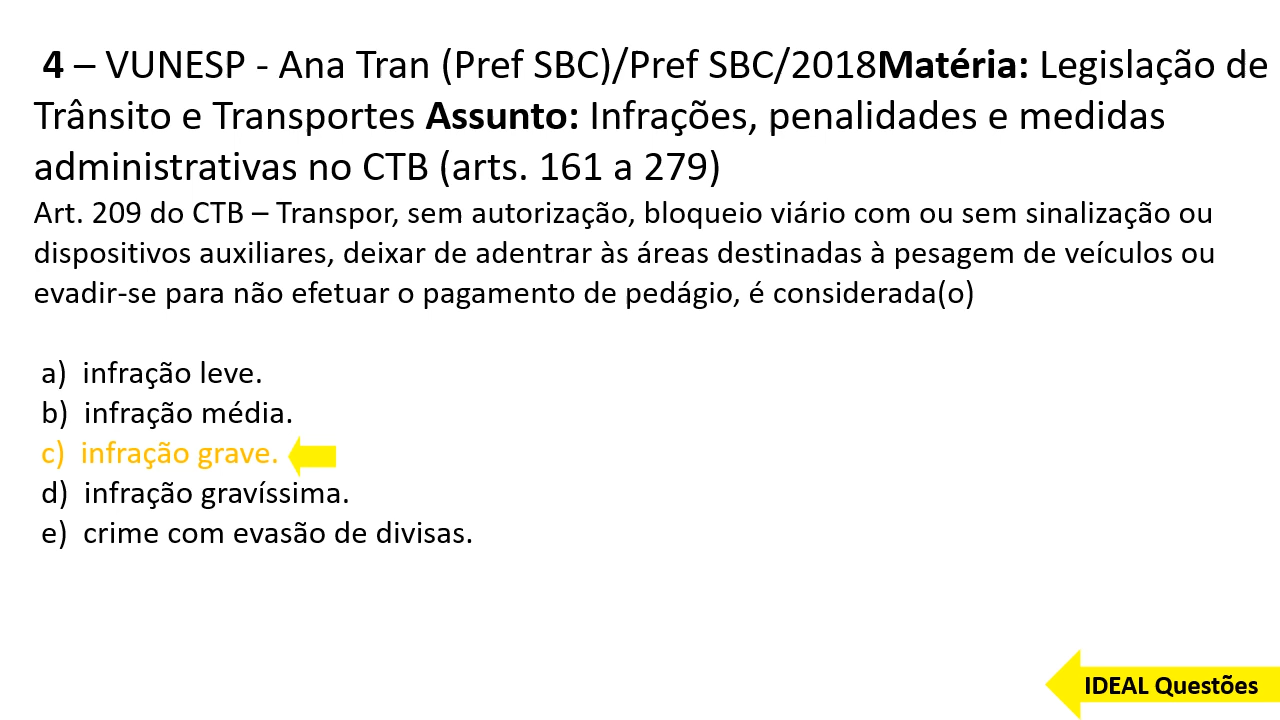 4 – VUNESP - Ana Tran (Pref SBC)/Pref SBC/2018Matéria: Legislação de
Trânsito e Transportes Assunto: Infrações, penalidades e medidas
administrativas no CTB (arts. 161 a 279)
Art. 209 do CTB – Transpor, sem autorização, bloqueio viário com ou sem sinalização ou
dispositivos auxiliares, deixar de adentrar às áreas destinadas à pesagem de veículos ou
evadir-se para não efetuar o pagamento de pedágio, é considerada(o)
a) infração leve.
b) infração média.
c) infração grave.
d) infração gravíssima.
e) crime com evasão de divisas.
IDEAL Questões